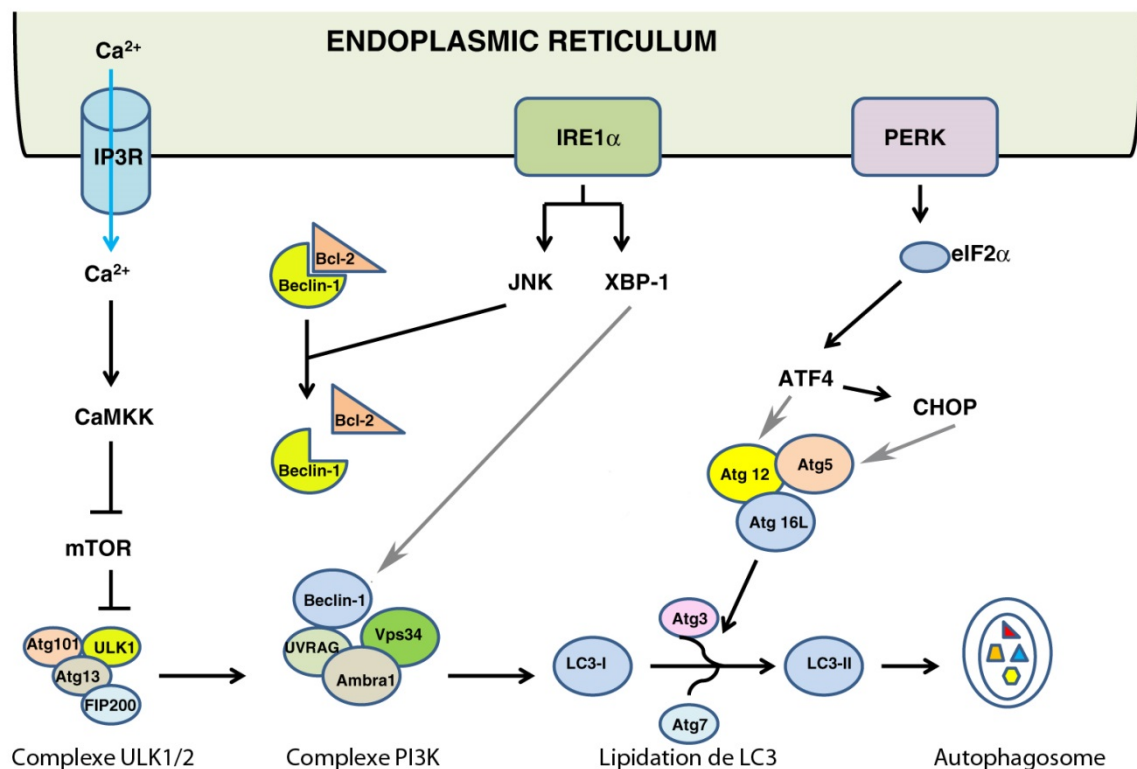 ENDOPLASMIC RETICULUM
Ca²⁺
IP3R
IRE1α
PERK
Ca²⁺
Bcl-2
Beclin-1
JNK
XBP-1
eIF2α
CaMKK
Bcl-2
Beclin-1
ATF4
CHOP
Atg 12
Atg5
Atg 16L
mTOR
Atg101
ULK1
Atg13
FIP200
Beclin-1
UVRAG
Vps34
Ambra1
LC3-I
Atg3
Atg7
LC3-II
Complexe ULK1/2
Complexe PI3K
Lipidation de LC3
Autophagosome